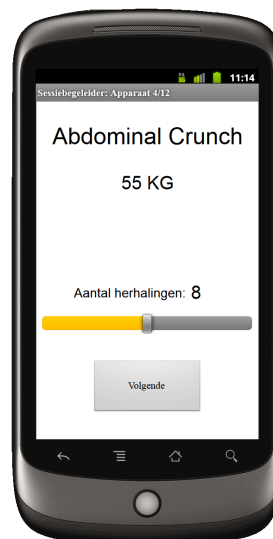 11:14
Sessiebegeleider: Apparaat 4/12
Abdominal Crunch
55 KG
Aantal herhalingen: 8
Volgende